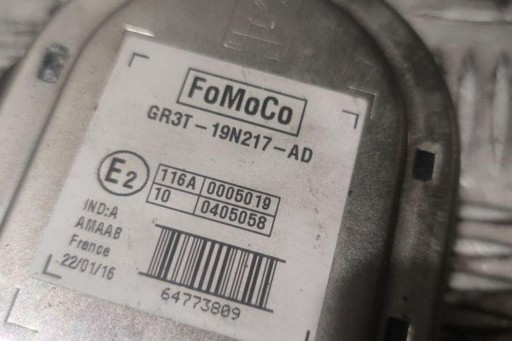 FoMoCo
GR3T-19N217-AD
E2
116A 0005019
10 0405058
IND:A
AMAAB
France
22/01/16
64773809